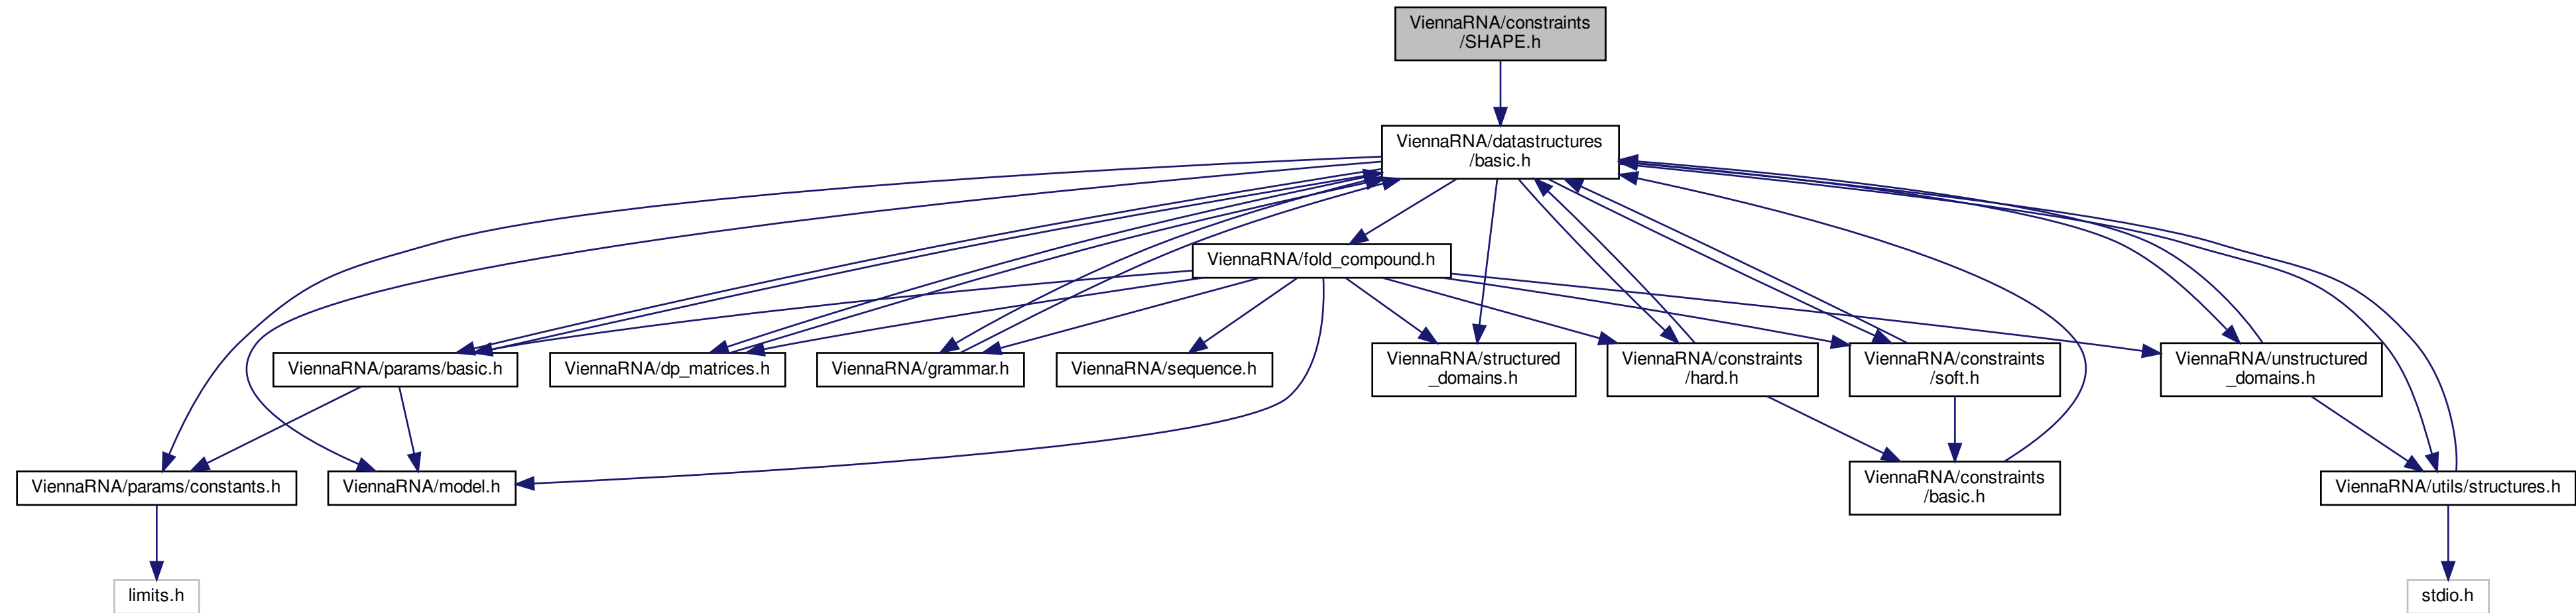 ViennaRNA/constraints
/SHAPE.h
ViennaRNA/datastructures
/basic.h
ViennaRNA/fold_compound.h
ViennaRNA/params/basic.h
ViennaRNA/dp_matrices.h
ViennaRNA/grammar.h
ViennaRNA/sequence.h
ViennaRNA/structured
_domains.h
ViennaRNA/constraints
/hard.h
ViennaRNA/constraints
/soft.h
ViennaRNA/unstructured
_domains.h
ViennaRNA/params/constants.h
ViennaRNA/model.h
ViennaRNA/constraints
/basic.h
ViennaRNA/utils/structures.h
limits.h
stdio.h